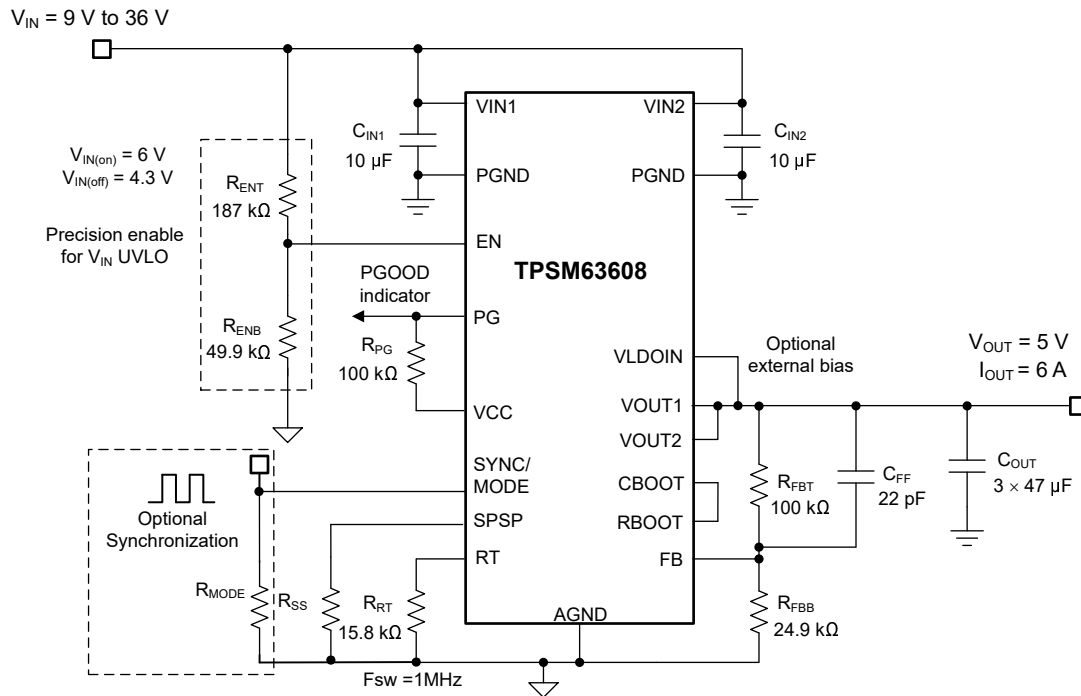 V_IN = 9 V to 36 V
VIN1
VIN2
C_IN1
10 µF
C_IN2
10 µF
V_IN(on) = 6 V
V_IN(off) = 4.3 V
R_ENT
187 kΩ
PGND
PGND
Precision enable
for V_IN UVLO
EN
TPSM63608
PGOOD
indicator
PG
R_ENB
49.9 kΩ
R_PG
100 kΩ
VLDOIN
Optional
external bias
V_OUT = 5 V
I_OUT = 6 A
VCC
VOUT1
VOUT2
SYNC/
MODE
CBOOT
R_FBT
100 kΩ
C_FF
22 pF
C_OUT
3 × 47 µF
Optional
Synchronization
SPSP
RBOOT
RT
FB
R_MODE
R_SS
R_RT
15.8 kΩ
AGND
R_FBB
24.9 kΩ
Fsw =1MHz